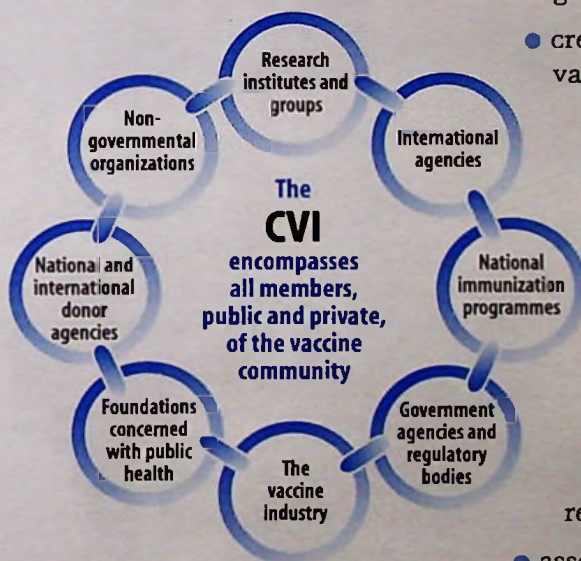 cre
va
Research
institutes and
groups
International
agencies
National
immunization
programmes
Government
agencies and
regulatory
bodies
The
vaccine
industry
Foundations
concerned
with public
health
National and
international
donor
agencies
Non-
governmental
organizations
The
CVI
encompasses
all members,
public and private,
of the vaccine
community
re